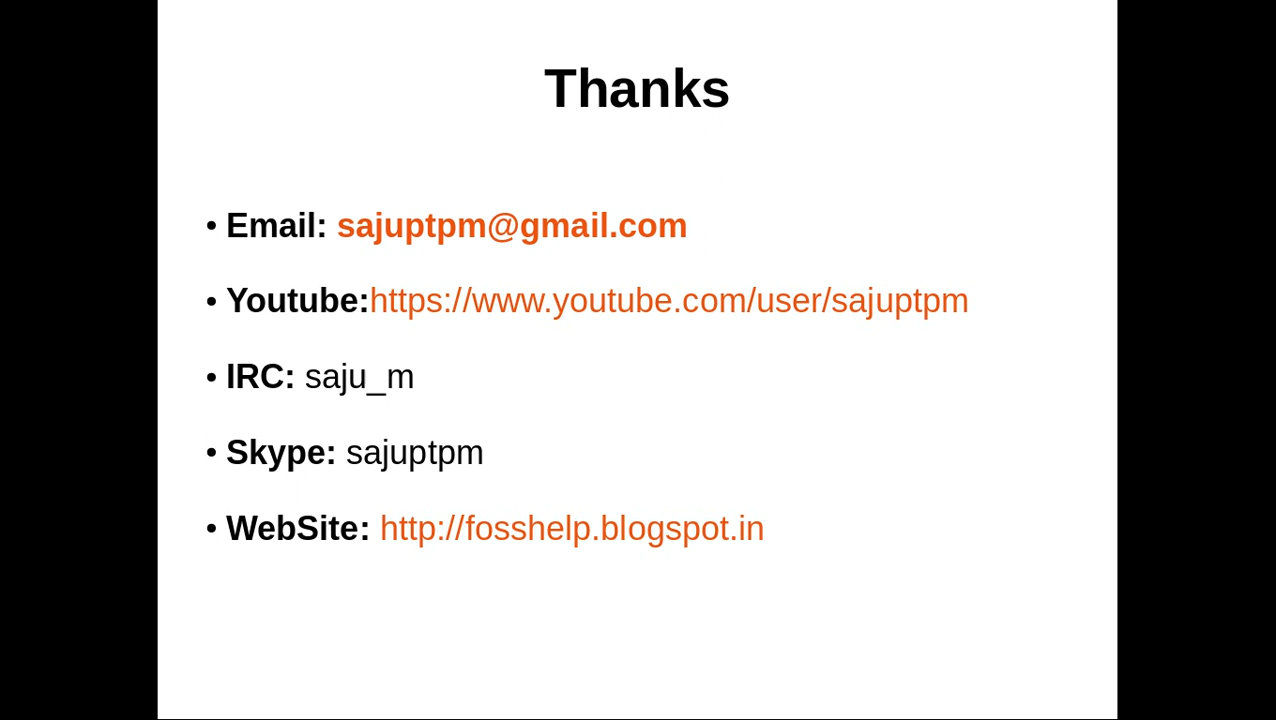 Thanks
• Email: sajuptpm@gmail.com
• Youtube:https://www.youtube.com/user/sajuptpm
• IRC: saju_m
• Skype: sajuptpm
• WebSite: http://fosshelp.blogspot.in